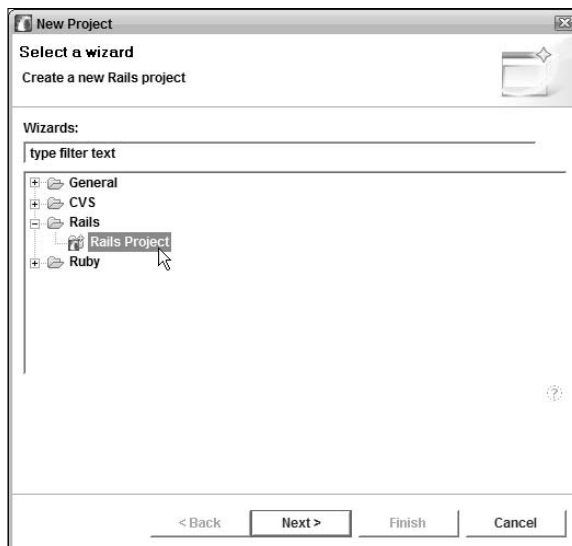 New Project
Select a wizard
Create a new Rails project
Wizards:
type filter text
General
CVS
Rails
Rails Project
Ruby
?
< Back Next > Finish Cancel